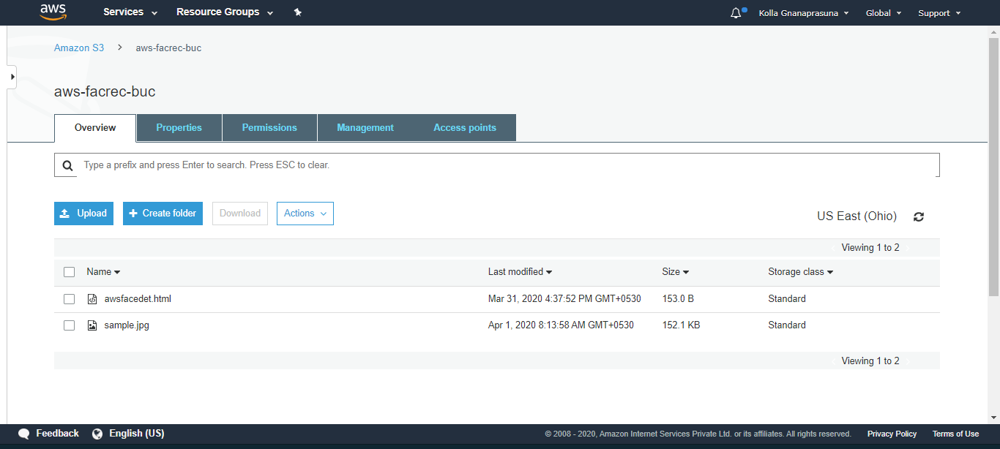 aws Services Resource Groups Kolla Gnanaprasuna Global Support
Amazon S3 > aws-facrec-buc
aws-facrec-buc
Overview Properties Permissions Management Access points
Type a prefix and press Enter to search. Press ESC to clear.
Upload + Create folder Download Actions US East (Ohio)
Viewing 1 to 2
Name Last modified Size Storage class
awsfacedet.html Mar 31, 2020 4:37:52 PM GMT+0530 153.0 B Standard
sample.jpg Apr 1, 2020 8:13:58 AM GMT+0530 152.1 KB Standard
Viewing 1 to 2
Feedback English (US) © 2008 - 2020, Amazon Internet Services Private Ltd. or its affiliates. All rights reserved. Privacy Policy Terms of Use